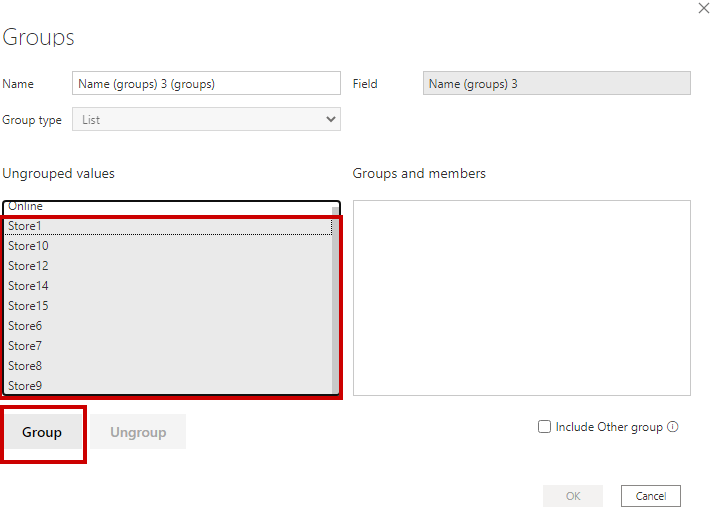 Groups
Name Name (groups) 3 (groups) Field Name (groups) 3
Group type List
Ungrouped values Groups and members
Online
Store1
Store10
Store12
Store14
Store15
Store6
Store7
Store8
Store9
Group Ungroup Include Other group
OK Cancel